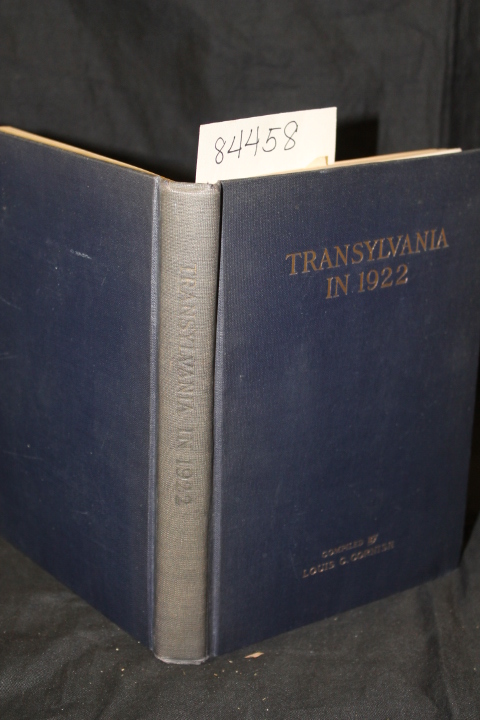 84458
TRANSYLVANIA
IN 1922
COMPILED BY
LOUIS C. CORNISH
TRANSYLVANIA IN 1922